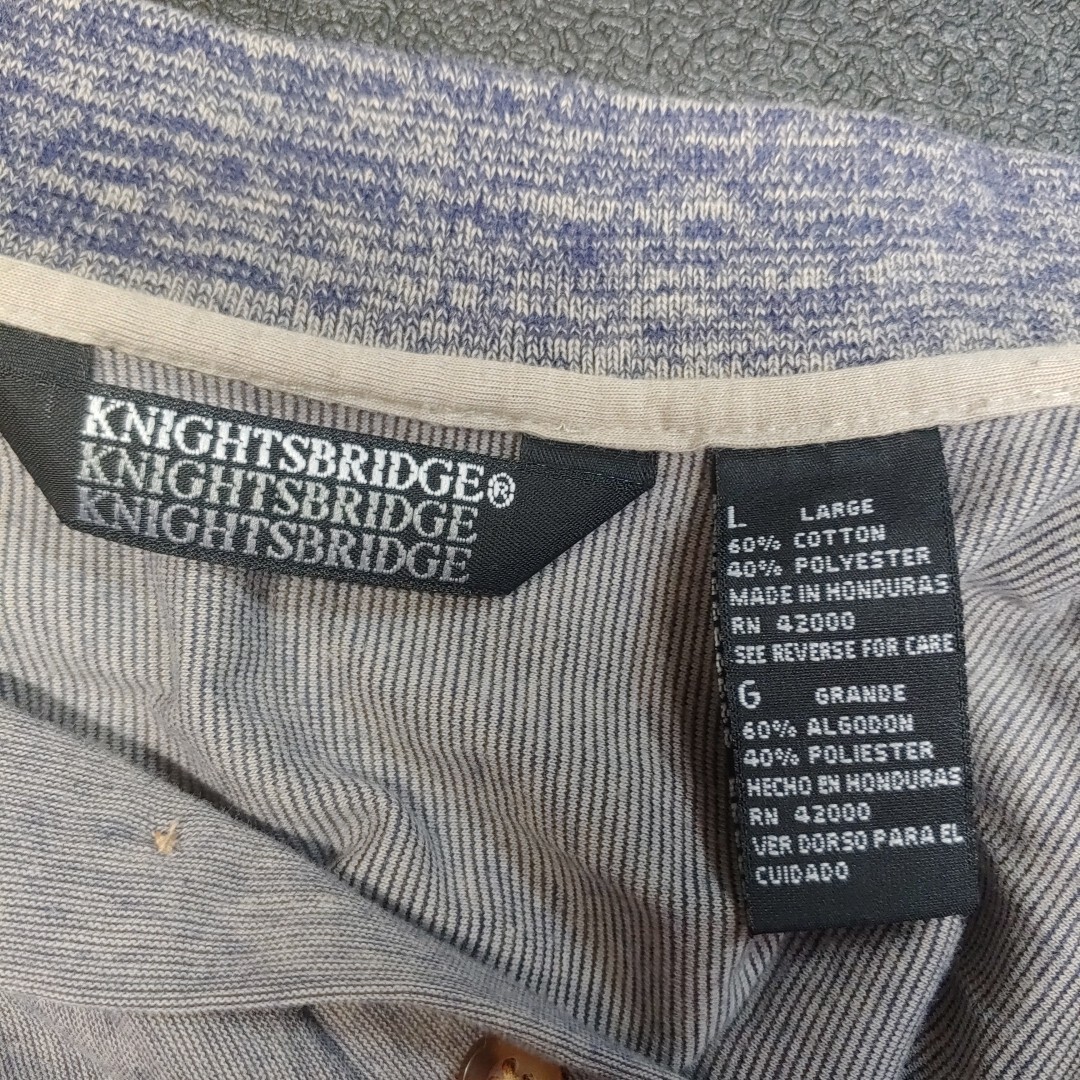 KNIGHTSBRIDGE®
KNIGHTSBRIDGE
KNIGHTSBRIDGE
L LARGE
60% COTTON
40% POLYESTER
MADE IN HONDURAS
RN 42000
SEE REVERSE FOR CARE
G GRANDE
60% ALGODON
40% POLIESTER
HECHO EN HONDURAS
RN 42000
VER DORSO PARA EL
CUIDADO